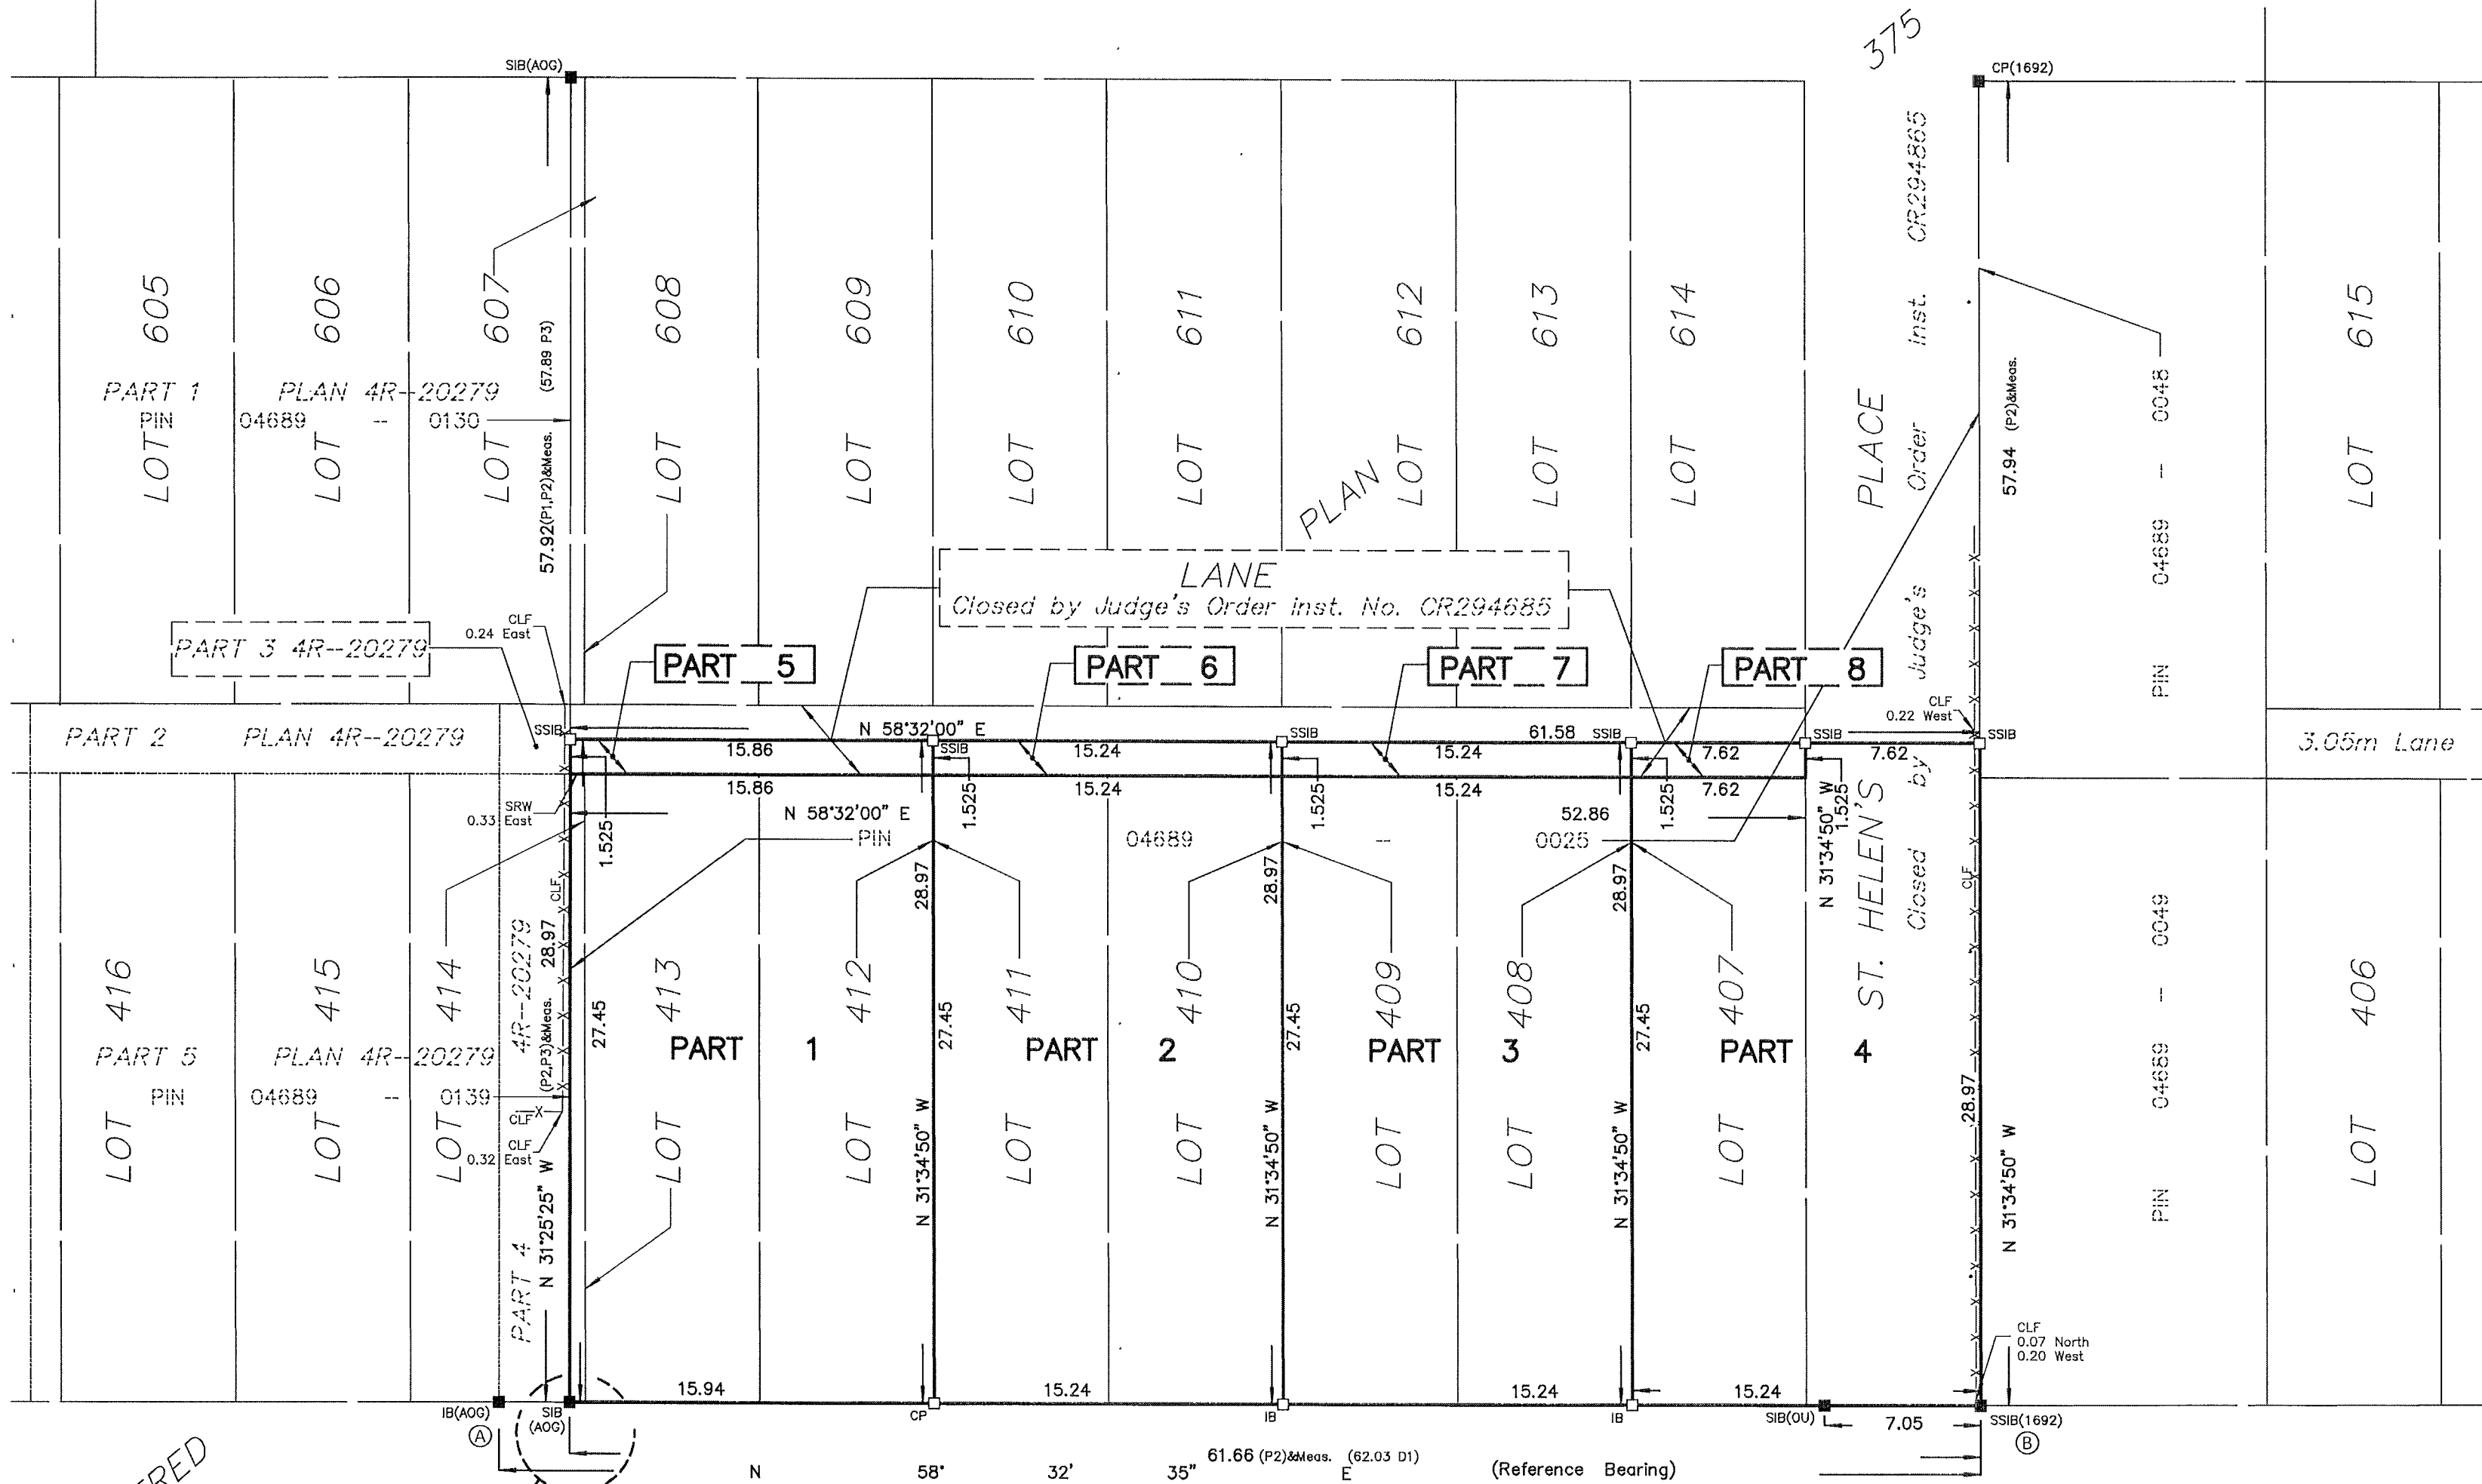 375
SIB(AOG)
CP(1692)
LOT 605
LOT 606
LOT 607
LOT 608
LOT 609
LOT 610
LOT 611
LOT 612
LOT 613
LOT 614
LOT 615
PLAN
PART 1 PLAN 4R--20279
PIN 04689 -- 0130
57.92(P1,P2)&Meas. (57.89 P3)
57.94 (P2)&Meas.
ST. HELEN'S PLACE
Closed by Judge's Order Inst. CR294865
PIN 04689 -- 0048
LANE
Closed by Judge's Order Inst. No. CR294685
PART 3 4R--20279
CLF
0.24 East
PART 5
PART 6
PART 7
PART 8
CLF
0.22 West
PART 2 PLAN 4R--20279
3.05m Lane
SSIB
N 58°32'00" E
SSIB
SSIB
61.58
SSIB
SSIB
SSIB
15.86
15.24
15.24
7.62
7.62
15.86
15.24
15.24
7.62
N 58°32'00" E
52.86
1.525
1.525
1.525
1.525
1.525
N 31°34'50" W
SRW
0.33 East
PIN 04689 -- 0025
28.97
28.97
28.97
CLF
CLF
4R--20279
(P2,P3)&Meas. 28.97
N 31°25'25" W
PART 4
LOT 416
LOT 415
LOT 414
LOT 413
LOT 412
LOT 411
LOT 410
LOT 409
LOT 408
LOT 407
LOT 406
27.45
27.45
27.45
27.45
PART 1
PART 2
PART 3
PART 4
PART 5 PLAN 4R--20279
PIN 04689 -- 0139
CLF
CLF
0.32 East
N 31°34'50" W
N 31°34'50" W
N 31°34'50" W
28.97
N 31°34'50" W
PIN 04689 - 0049
CLF
0.07 North
0.20 West
15.94
15.24
15.24
15.24
IB(AOG)
A
SIB
(AOG)
CP
IB
IB
SIB(OU)
7.05
SSIB(1692)
B
61.66 (P2)&Meas. (62.03 D1)
N 58° 32' 35" E (Reference Bearing)